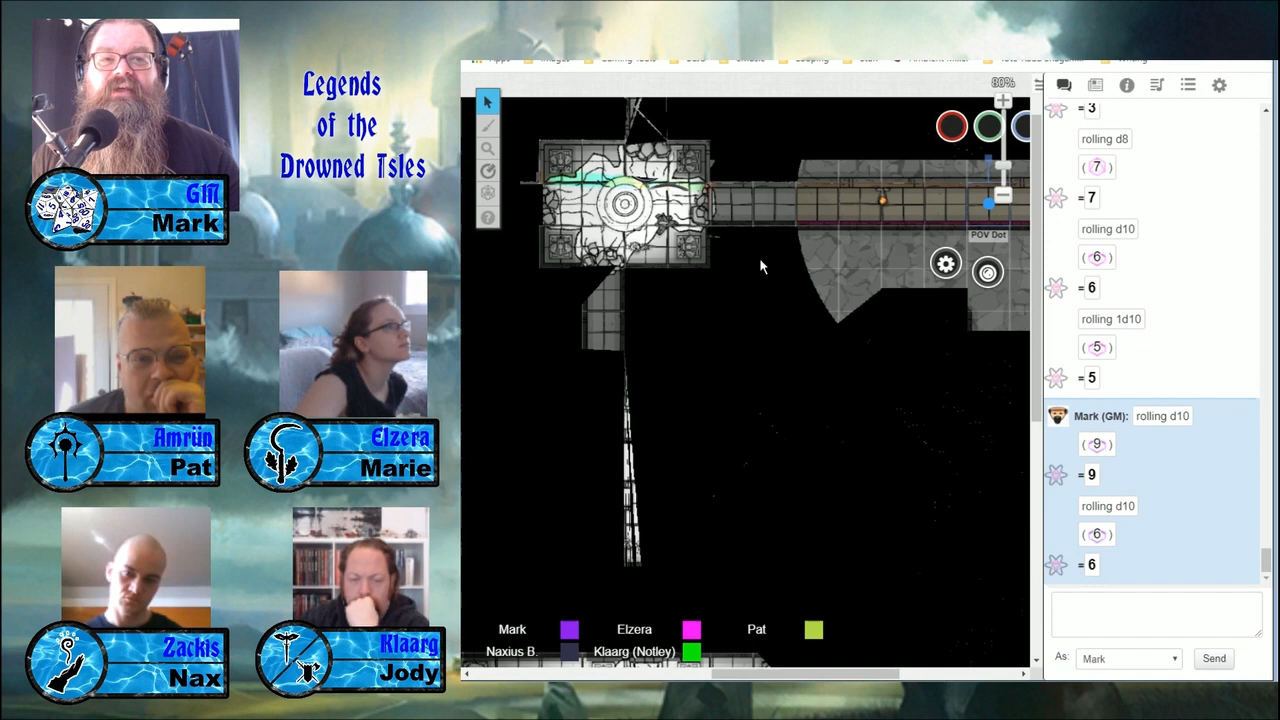 Legends
of the
Drowned Isles
GM
Mark
Amrün
Pat
Elzera
Marie
Zackis
Nax
Klaarg
Jody
80%
POV Dot
Mark
Elzera
Pat
Naxius B.
Klaarg (Notley)
= 3
rolling d8
( 7 )
= 7
rolling d10
( 6 )
= 6
rolling 1d10
( 5 )
= 5
Mark (GM): rolling d10
( 9 )
= 9
rolling d10
( 6 )
= 6
As:
Mark
Send